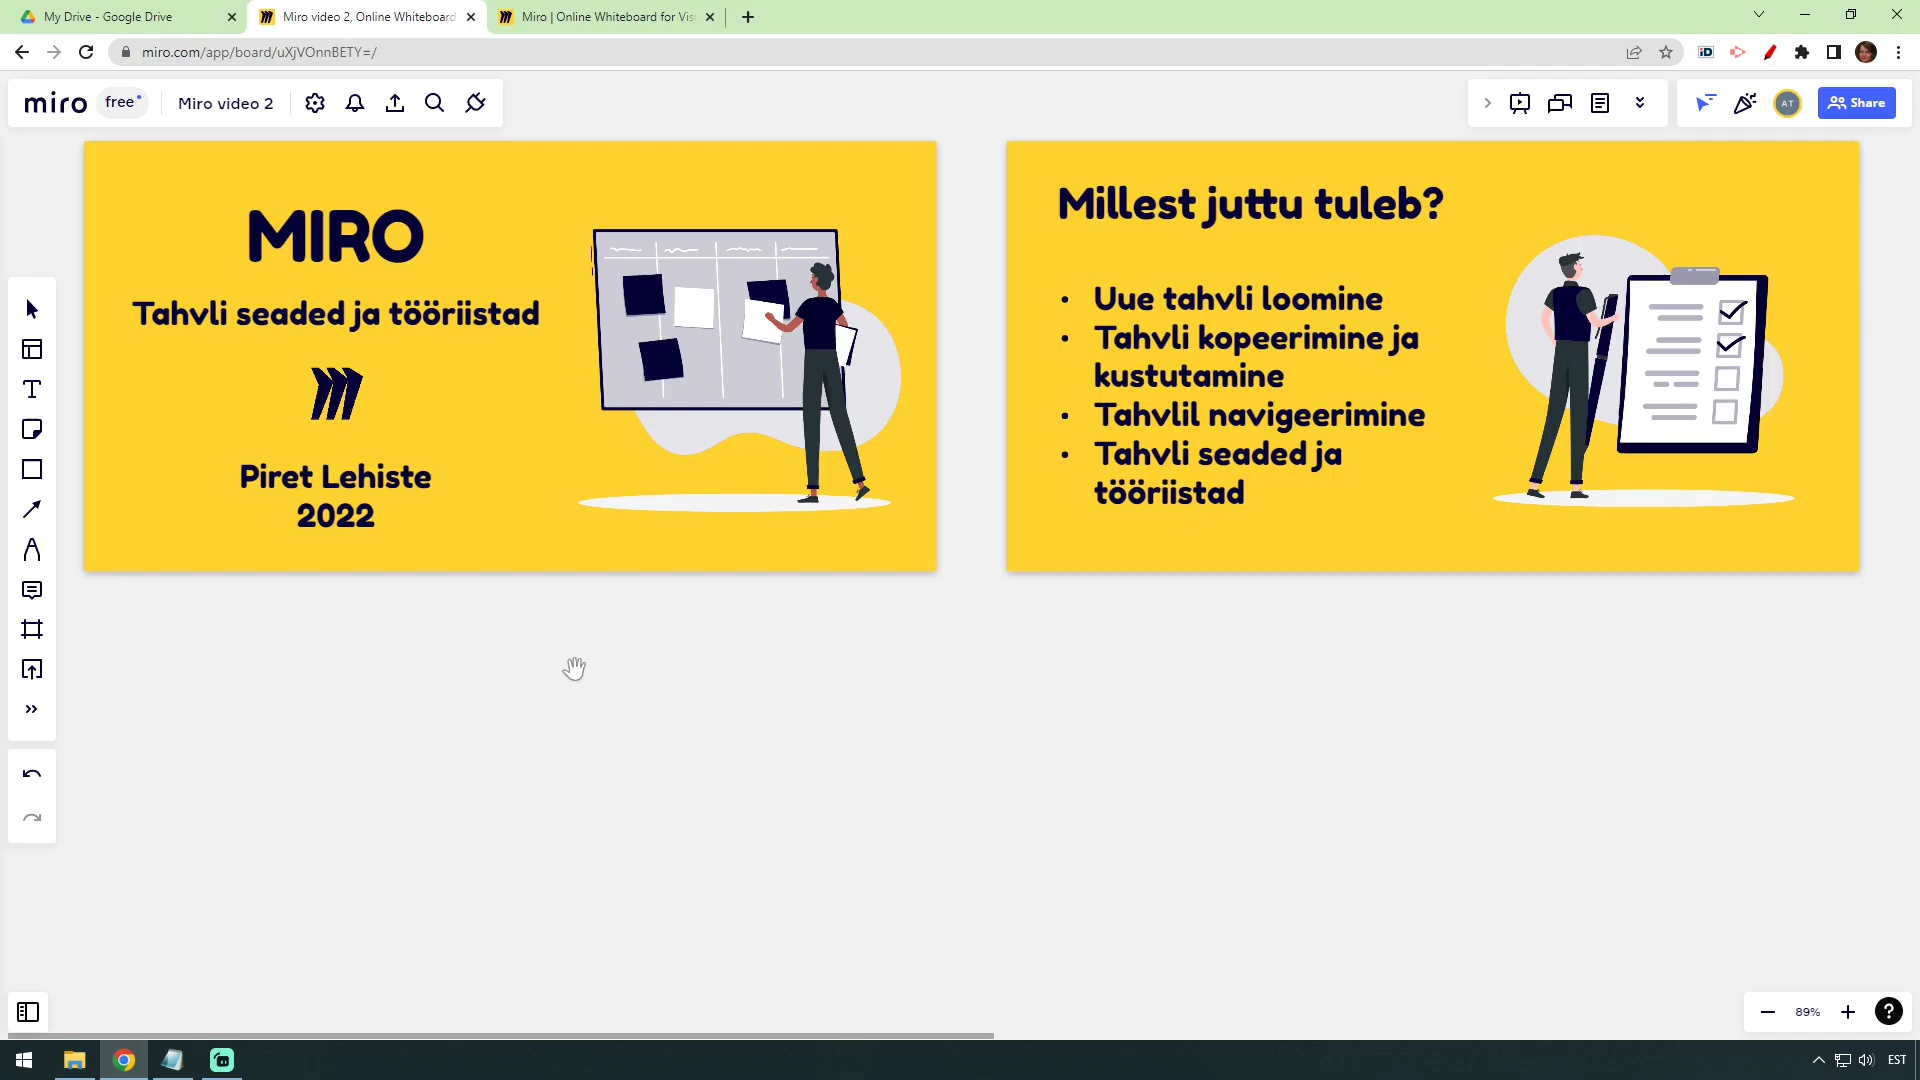 My Drive - Google Drive
Miro video 2, Online Whiteboard
Miro | Online Whiteboard for Vis
miro.com/app/board/uXjVOnnBETY=/
iD
miro
free
Miro video 2
AT
Share
MIRO
Tahvli seaded ja tööriistad
Piret Lehiste
2022
Millest juttu tuleb?
• Uue tahvli loomine
• Tahvli kopeerimine ja
kustutamine
• Tahvlil navigeerimine
• Tahvli seaded ja
tööriistad
89%
?
EST